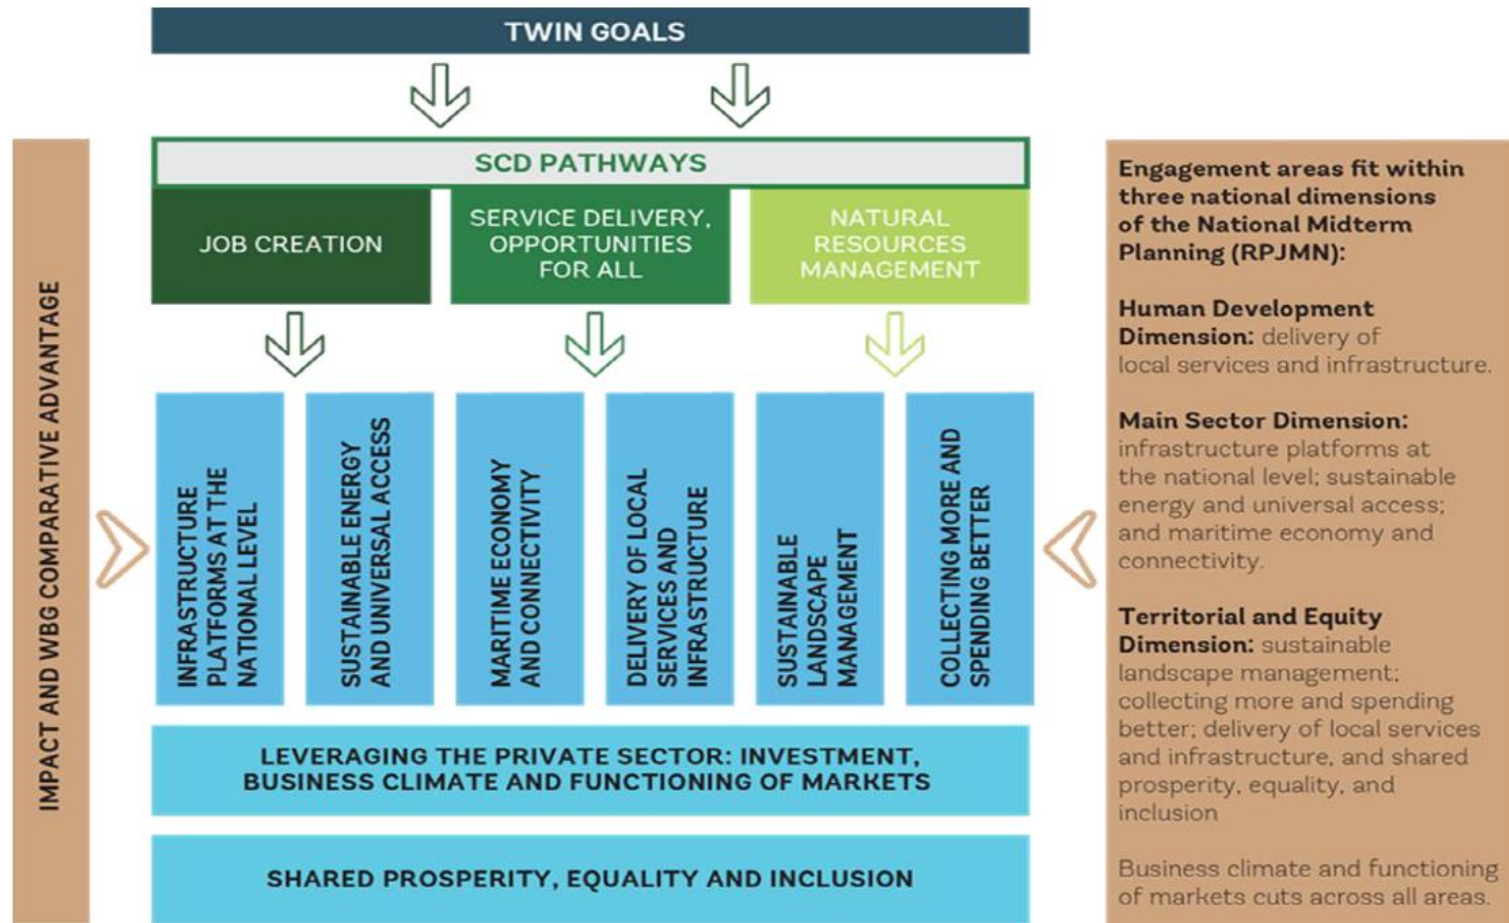 TWIN GOALS
SCD PATHWAYS
JOB CREATION
SERVICE DELIVERY,
OPPORTUNITIES
FOR ALL
NATURAL
RESOURCES
MANAGEMENT
IMPACT AND WBG COMPARATIVE ADVANTAGE
INFRASTRUCTURE
PLATFORMS AT THE
NATIONAL LEVEL
SUSTAINABLE ENERGY
AND UNIVERSAL ACCESS
MARITIME ECONOMY
AND CONNECTIVITY
DELIVERY OF LOCAL
SERVICES AND
INFRASTRUCTURE
SUSTAINABLE
LANDSCAPE
MANAGEMENT
COLLECTING MORE AND
SPENDING BETTER
LEVERAGING THE PRIVATE SECTOR: INVESTMENT,
BUSINESS CLIMATE AND FUNCTIONING OF MARKETS
SHARED PROSPERITY, EQUALITY AND INCLUSION
Engagement areas fit within
three national dimensions
of the National Midterm
Planning (RPJMN):
Human Development
Dimension: delivery of
local services and infrastructure.
Main Sector Dimension:
infrastructure platforms at
the national level; sustainable
energy and universal access;
and maritime economy and
connectivity.
Territorial and Equity
Dimension: sustainable
landscape management;
collecting more and spending
better; delivery of local services
and infrastructure, and shared
prosperity, equality, and
inclusion
Business climate and functioning
of markets cuts across all areas.